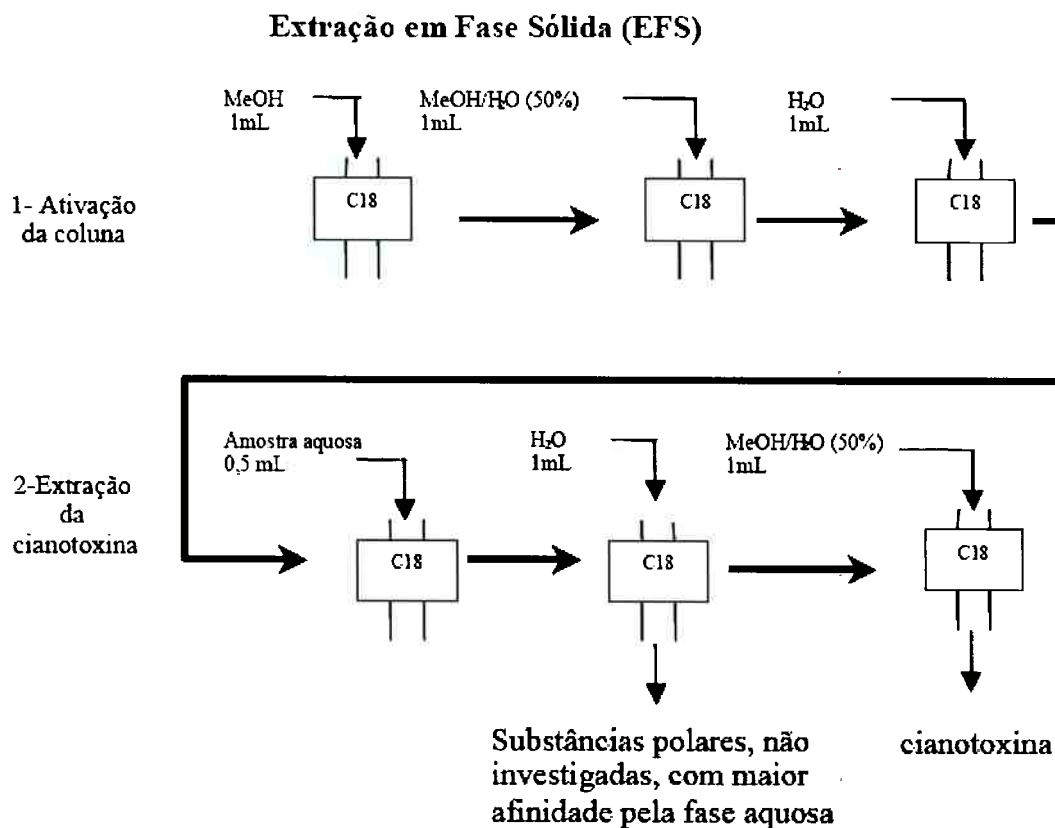 Extração em Fase Sólida (EFS)
MeOH
1mL
MeOH/H₂O (50%)
1mL
H₂O
1mL
1- Ativação
da coluna
C18
C18
C18
Amostra aquosa
0,5 mL
H₂O
1mL
MeOH/H₂O (50%)
1mL
2-Extração
da
cianotoxina
C18
C18
C18
Substâncias polares, não
investigadas, com maior
afinidade pela fase aquosa
cianotoxina